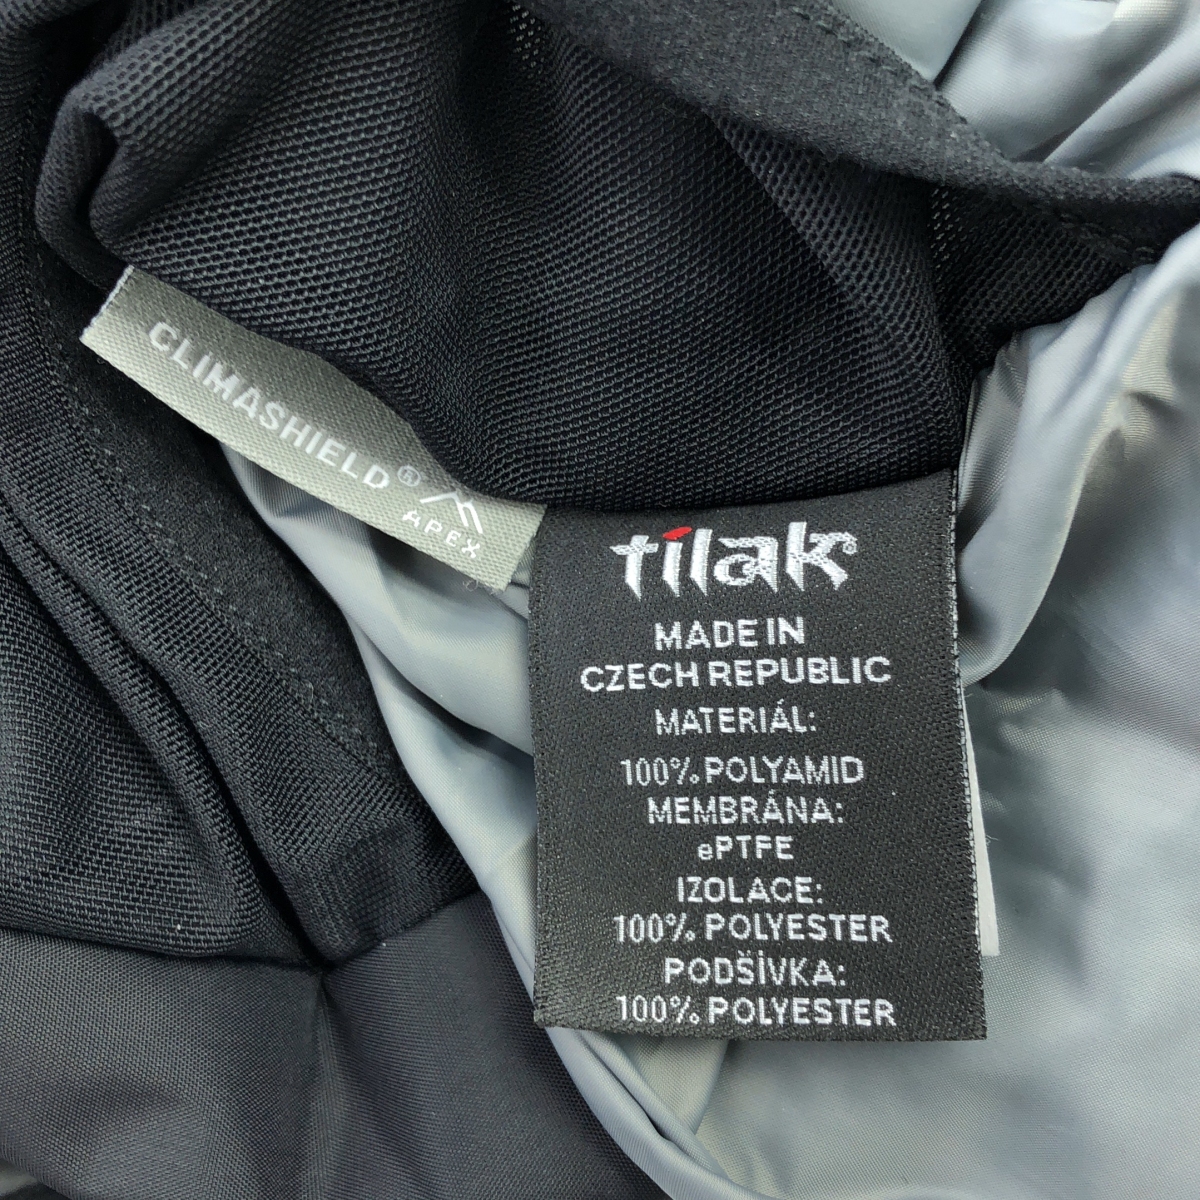 CLIMASHIELD®
APEX
tilak®
MADE IN
CZECH REPUBLIC
MATERIÁL:
100% POLYAMID
MEMBRÁNA:
ePTFE
IZOLACE:
100% POLYESTER
PODŠÍVKA:
100% POLYESTER